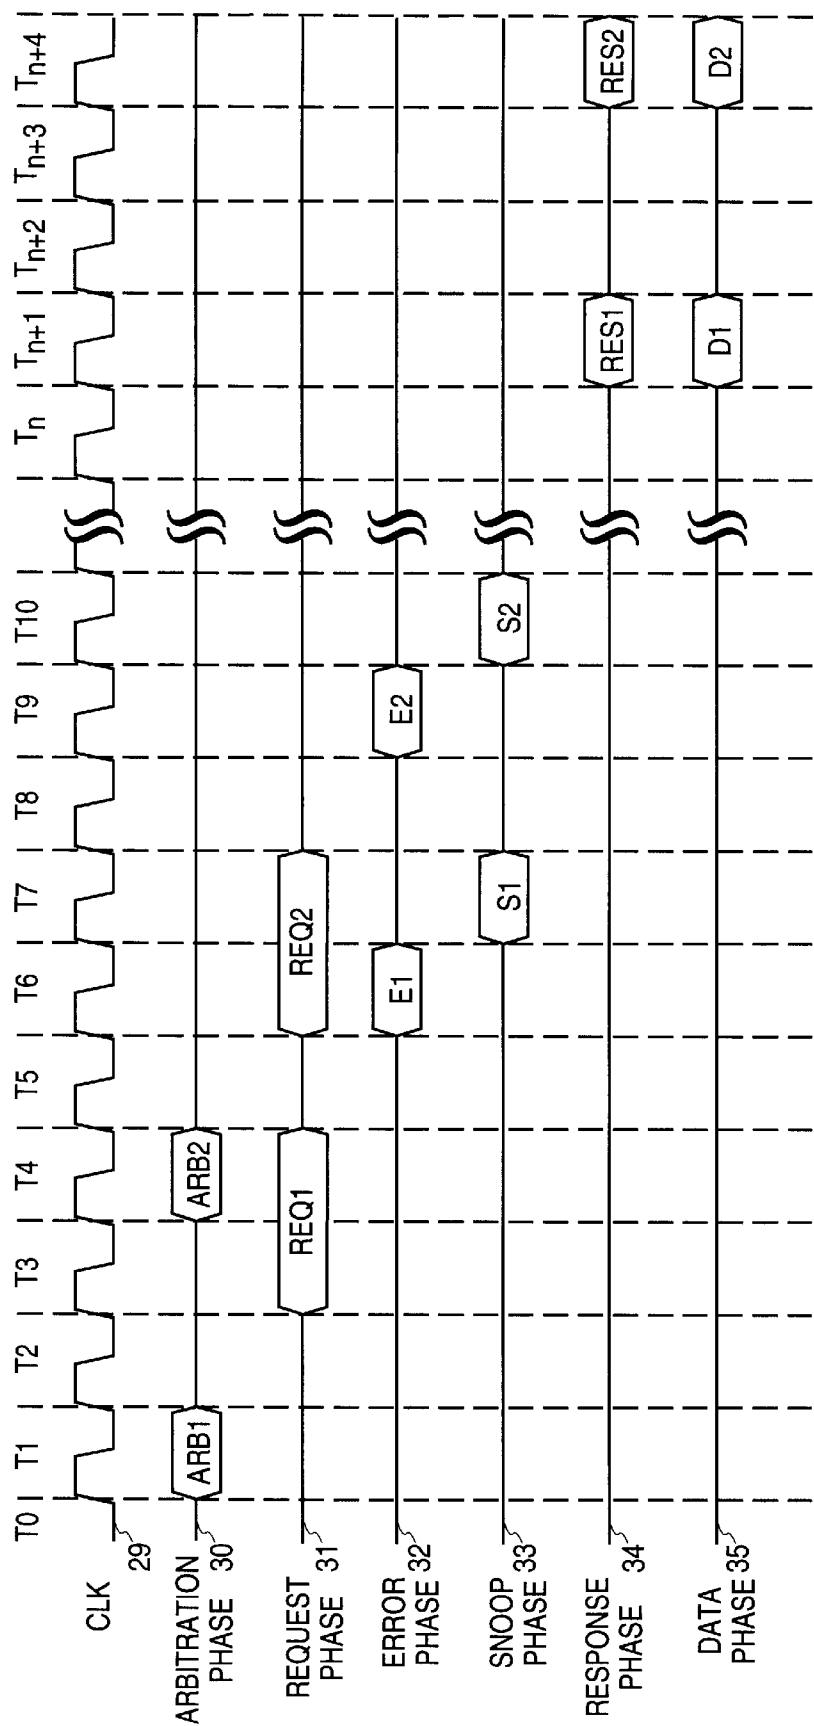 T0 T1 T2 T3 T4 T5 T6 T7 T8 T9 T10 Tn Tn+1 Tn+2 Tn+3 Tn+4
CLK
29
ARBITRATION
PHASE 30
ARB1 ARB2
REQUEST
PHASE 31
REQ1 REQ2
ERROR
PHASE 32
E1 E2
SNOOP
PHASE 33
S1 S2
RESPONSE
PHASE 34
RES1 RES2
DATA
PHASE 35
D1 D2